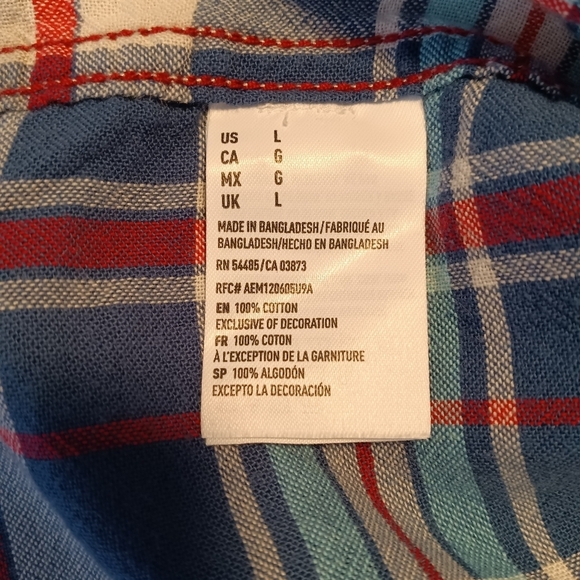 US L
CA G
MX G
UK L
MADE IN BANGLADESH/FABRIQUÉ AU
BANGLADESH/HECHO EN BANGLADESH
RN 54485/CA 03873
RFC# AEM120605U9A
EN 100% COTTON
EXCLUSIVE OF DECORATION
FR 100% COTON
À L'EXCEPTION DE LA GARNITURE
SP 100% ALGODÓN
EXCEPTO LA DECORACIÓN